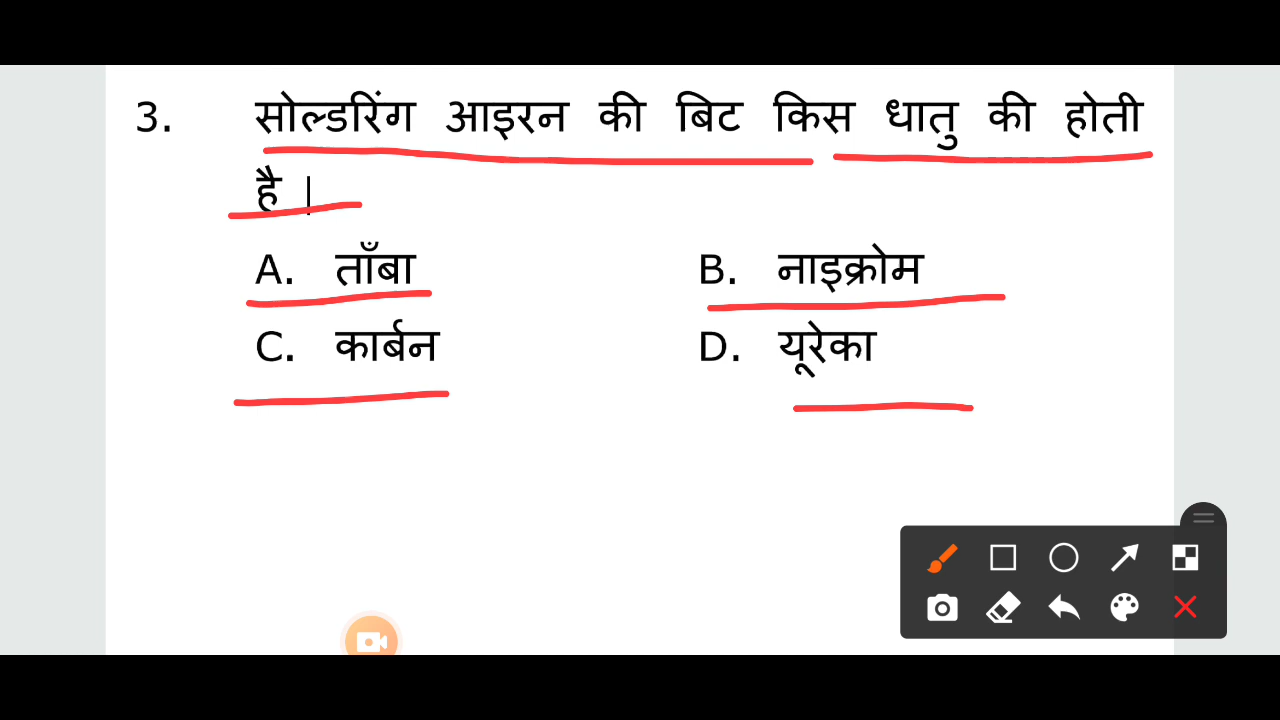 3. सोल्डरिंग आइरन की बिट किस धातु की होती
है |
A. ताँबा B. नाइक्रोम
C. कार्बन D. यूरेका